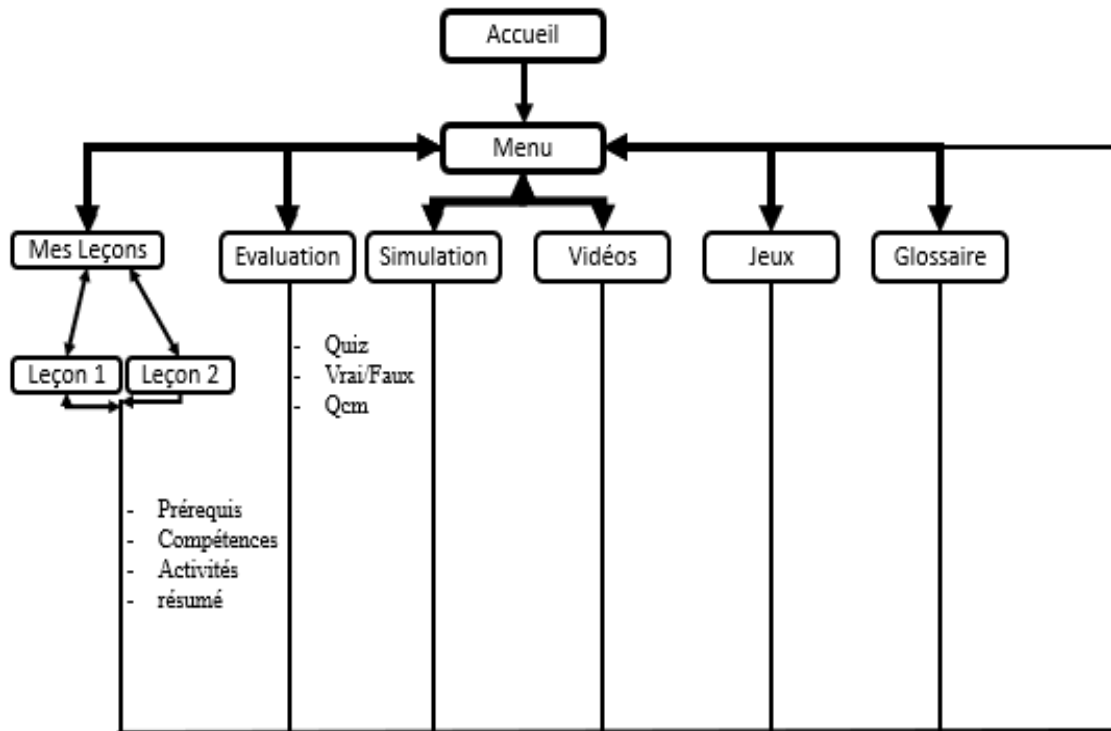 Accueil
Menu
Mes Leçons
Evaluation
Simulation
Vidéos
Jeux
Glossaire
Leçon 1
Leçon 2
- Quiz
- Vrai/Faux
- Qcm
- Prérequis
- Compétences
- Activités
- résumé